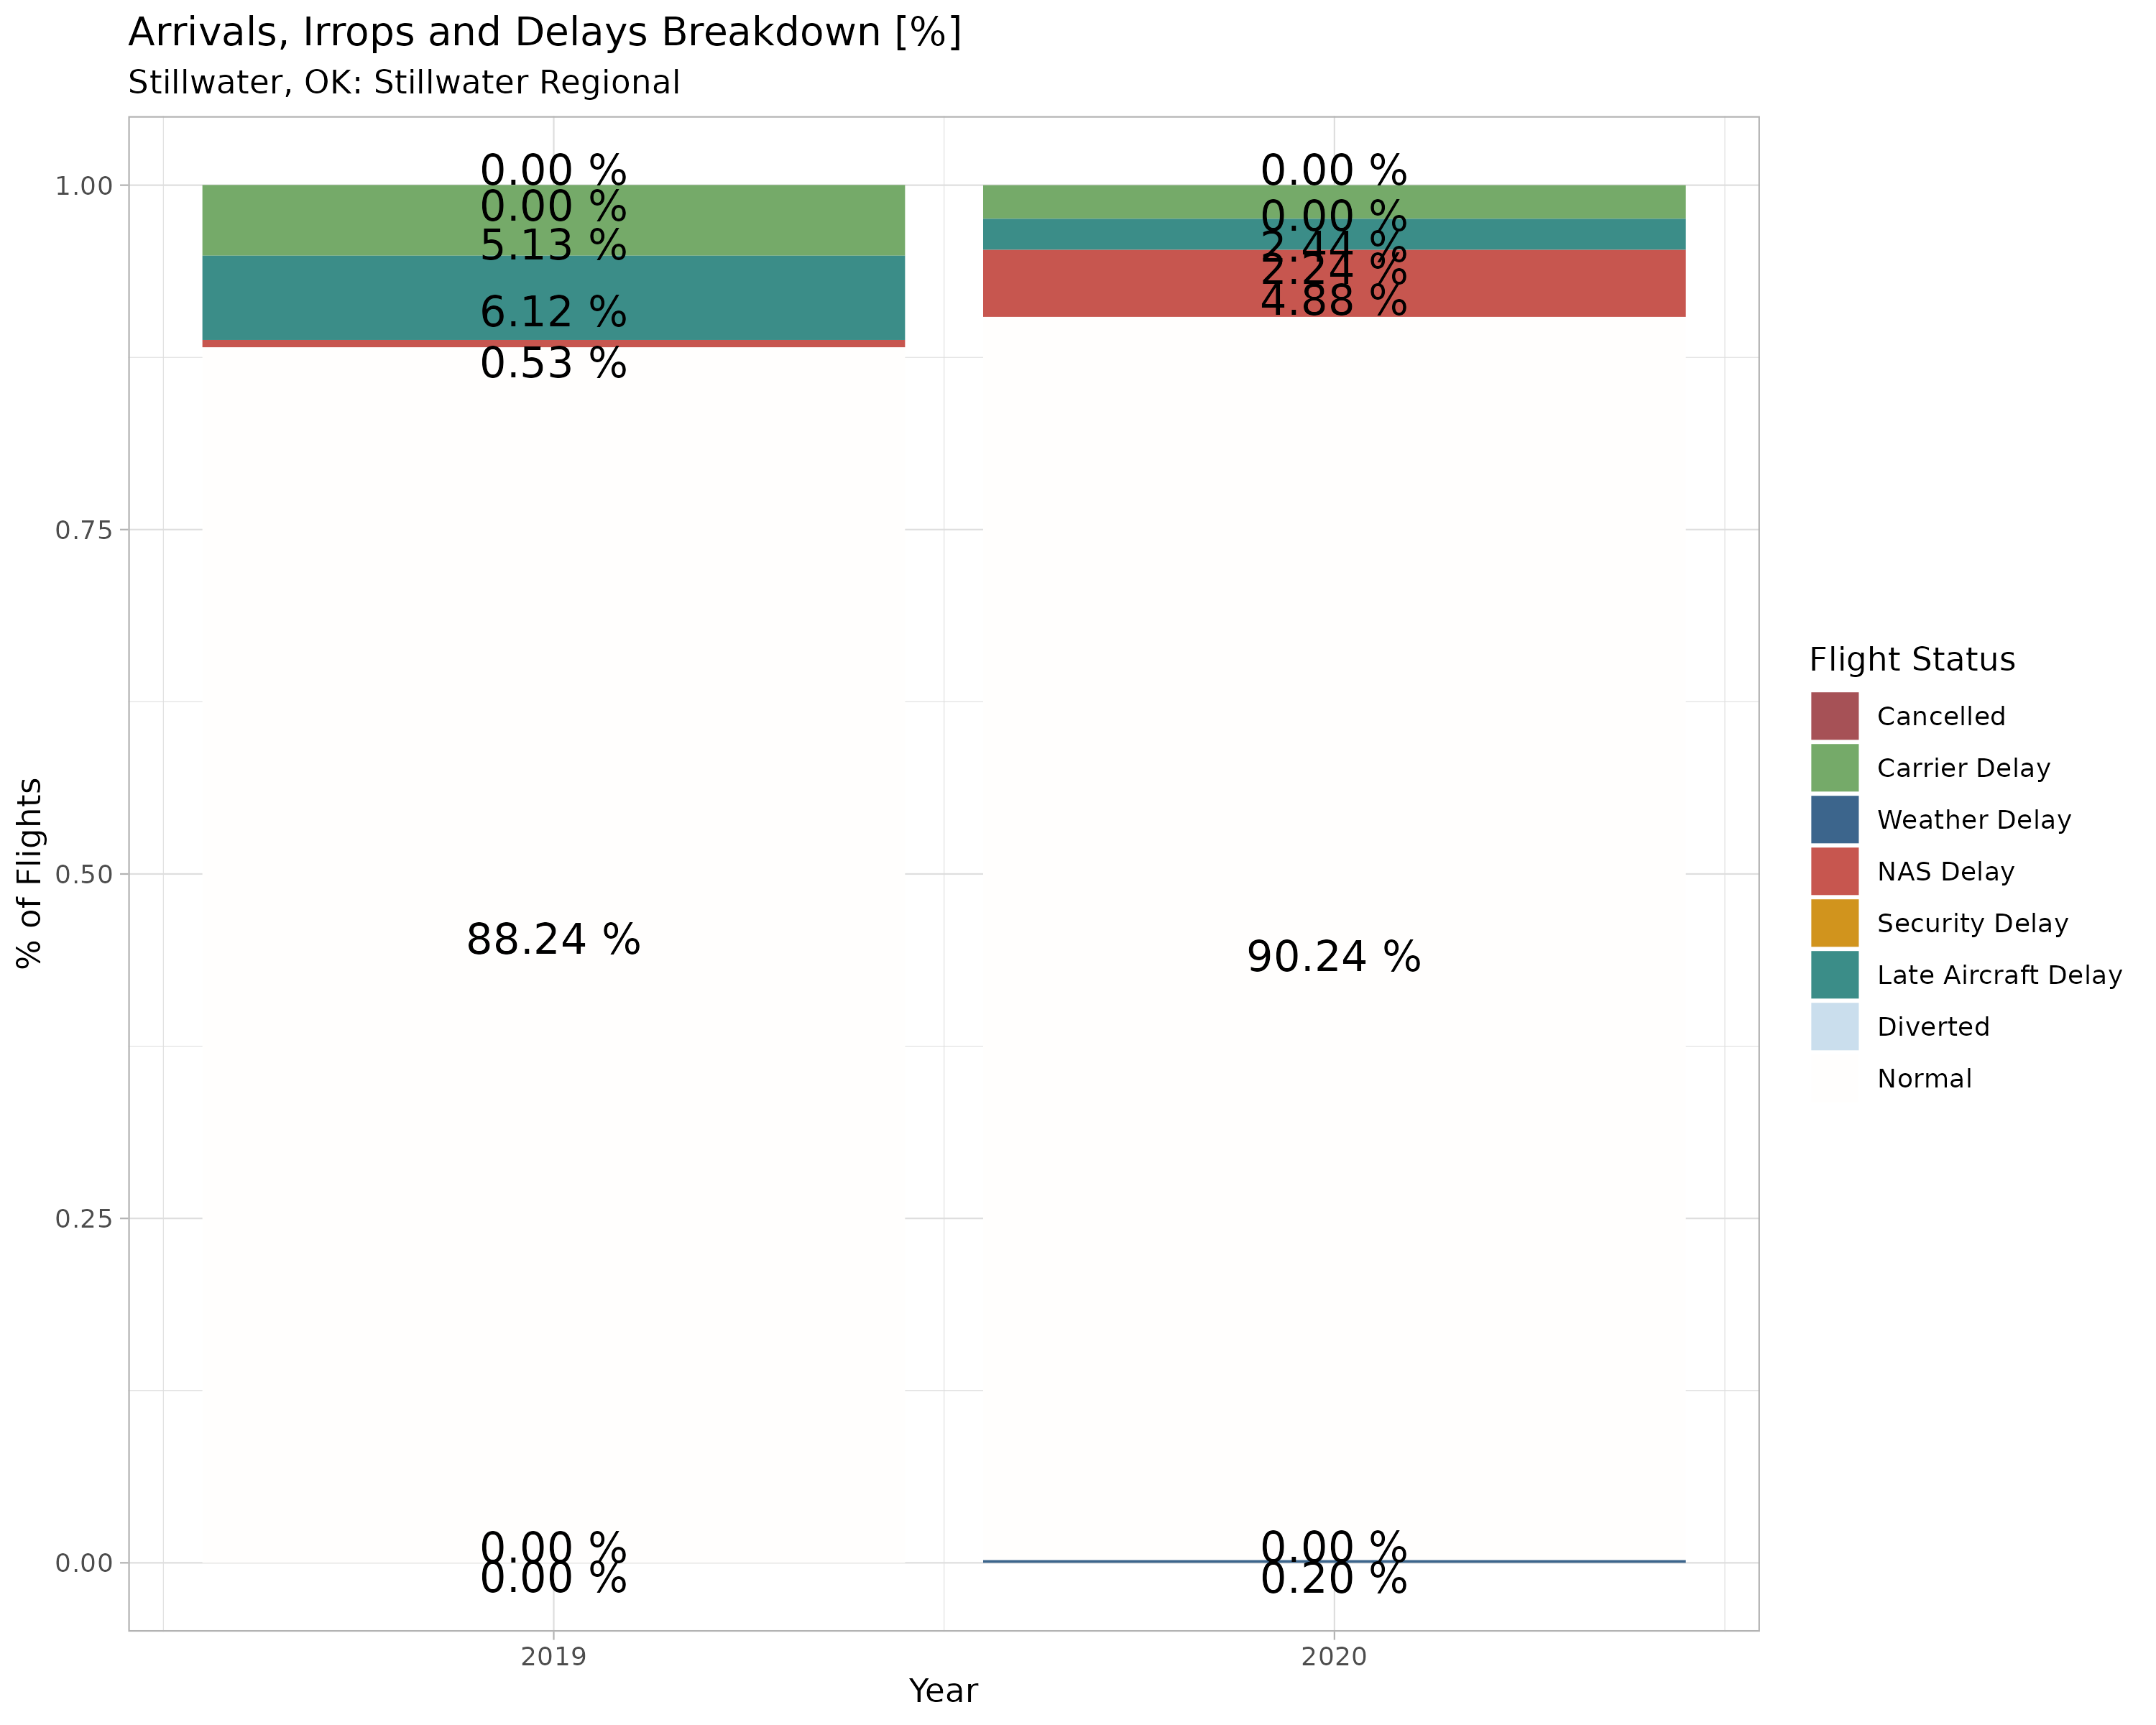 Arrivals, Irrops and Delays Breakdown [%]
Stillwater, OK: Stillwater Regional
% of Flights
1.00
0.75
0.50
0.25
0.00
0.00 %
0.00 %
5.13 %
6.12 %
0.53 %
88.24 %
0.00 %
0.00 %
0.00 %
0.00 %
2.44 %
2.24 %
4.88 %
90.24 %
0.00 %
0.20 %
2019
2020
Year
Flight Status
Cancelled
Carrier Delay
Weather Delay
NAS Delay
Security Delay
Late Aircraft Delay
Diverted
Normal